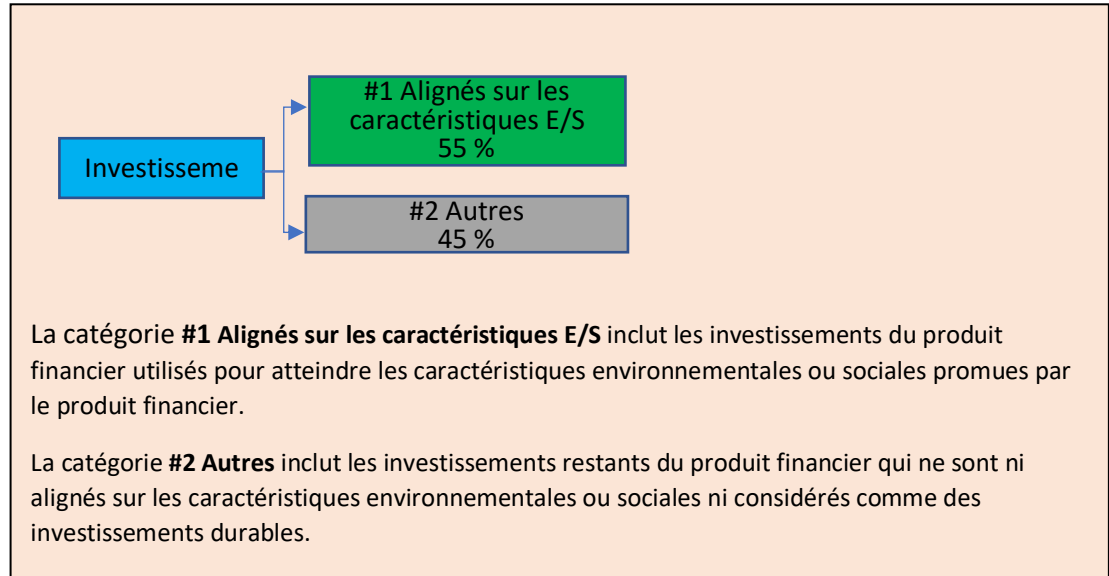 #1 Alignés sur les
caractéristiques E/S
55 %
Investisseme
#2 Autres
45 %
La catégorie #1 Alignés sur les caractéristiques E/S inclut les investissements du produit
financier utilisés pour atteindre les caractéristiques environnementales ou sociales promues par
le produit financier.
La catégorie #2 Autres inclut les investissements restants du produit financier qui ne sont ni
alignés sur les caractéristiques environnementales ou sociales ni considérés comme des
investissements durables.